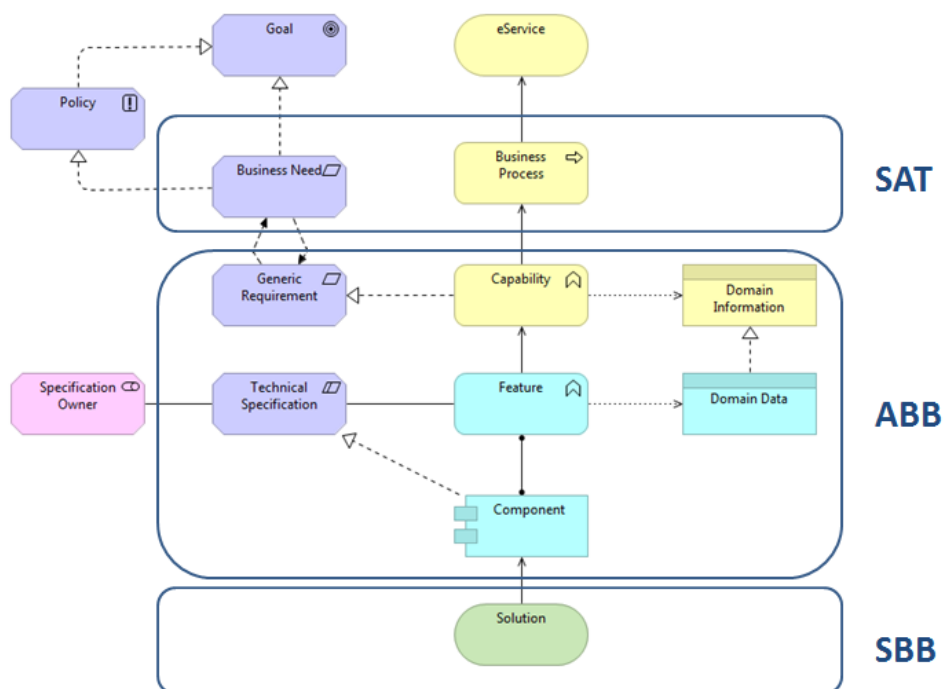 Goal
eService
Policy
Business Need
Business
Process
SAT
Generic
Requirement
Capability
Domain
Information
Specification
Owner
Technical
Specification
Feature
Domain Data
ABB
Component
Solution
SBB